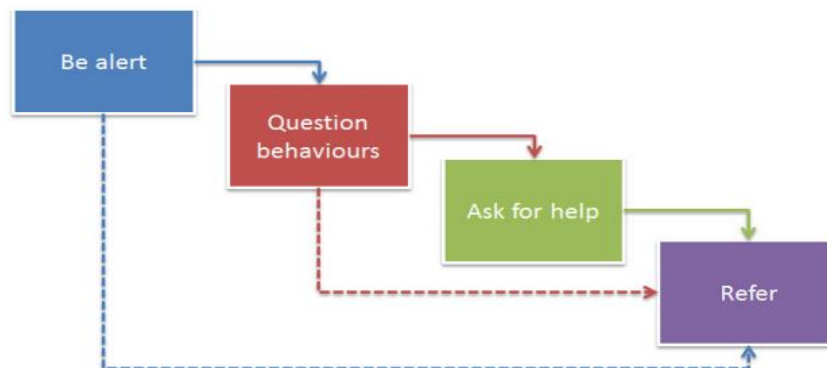 Be alert
Question
behaviours
Ask for help
Refer